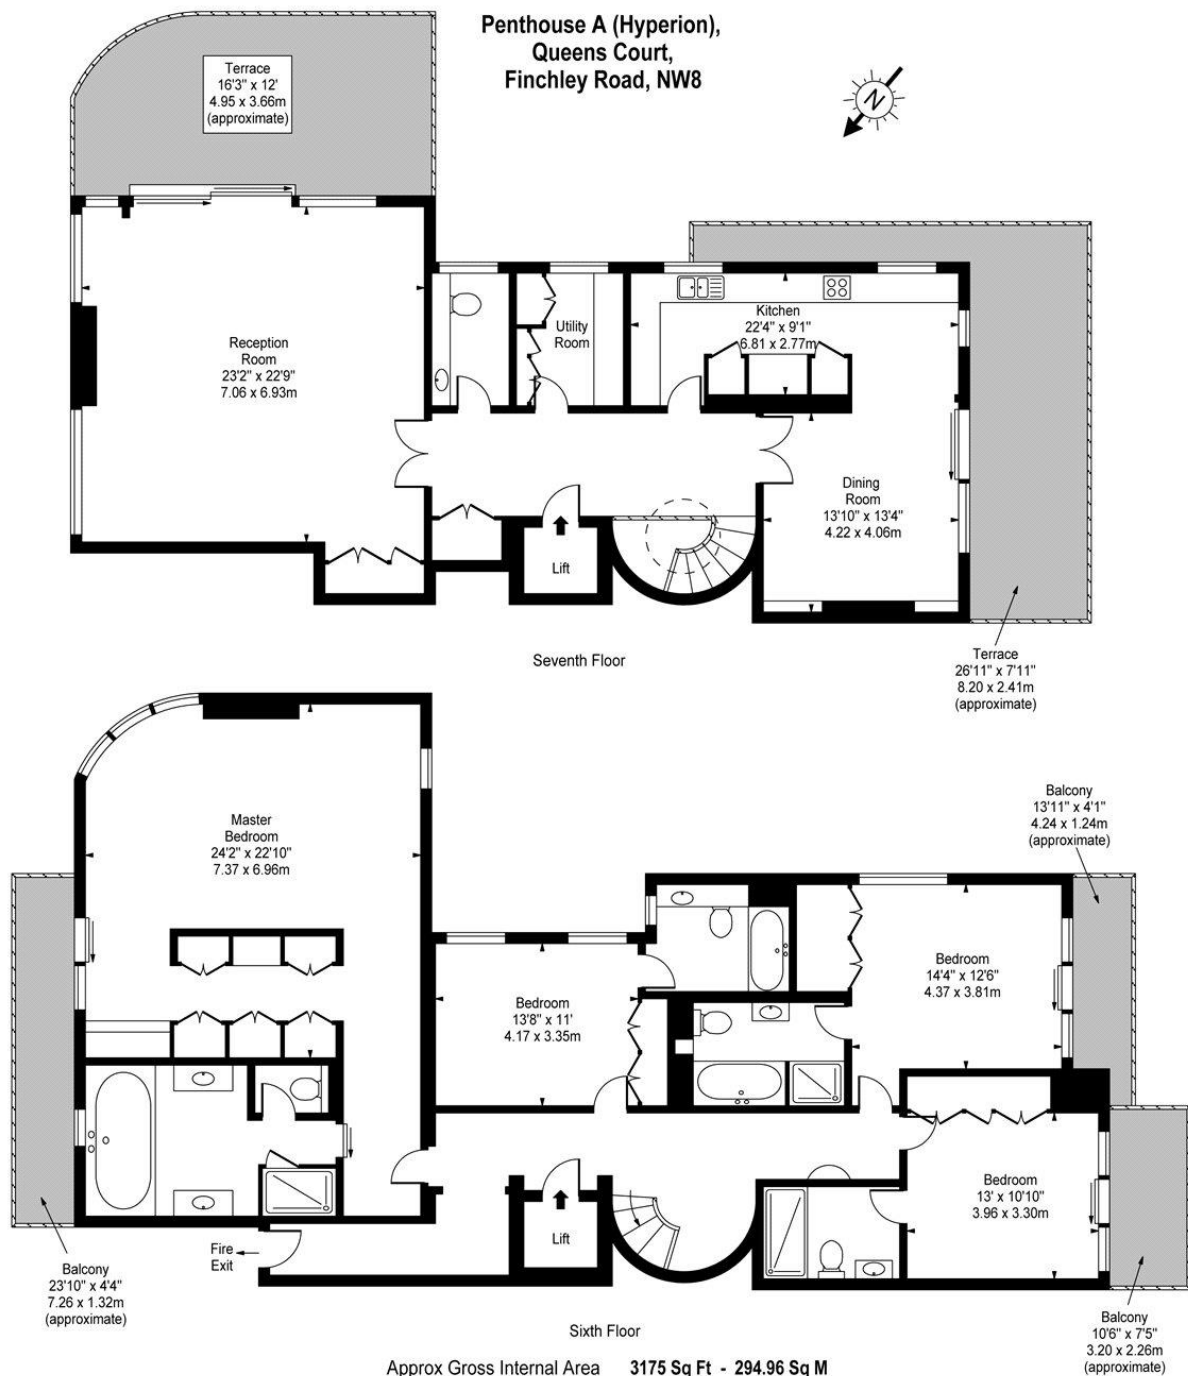 Penthouse A (Hyperion),
Queens Court,
Finchley Road, NW8
Terrace
16'3" x 12'
4.95 x 3.66m
(approximate)
N
Reception
Room
23'2" x 22'9"
7.06 x 6.93m
Utility
Room
Kitchen
22'4" x 9'1"
6.81 x 2.77m
Dining
Room
13'10" x 13'4"
4.22 x 4.06m
Lift
Terrace
26'11" x 7'11"
8.20 x 2.41m
(approximate)
Seventh Floor
Master
Bedroom
24'2" x 22'10"
7.37 x 6.96m
Balcony
13'11" x 4'1"
4.24 x 1.24m
(approximate)
Bedroom
13'8" x 11'
4.17 x 3.35m
Bedroom
14'4" x 12'6"
4.37 x 3.81m
Bedroom
13' x 10'10"
3.96 x 3.30m
Fire
Exit
Lift
Balcony
23'10" x 4'4"
7.26 x 1.32m
(approximate)
Balcony
10'6" x 7'5"
3.20 x 2.26m
(approximate)
Sixth Floor
Approx Gross Internal Area 3175 Sq Ft - 294.96 Sq M